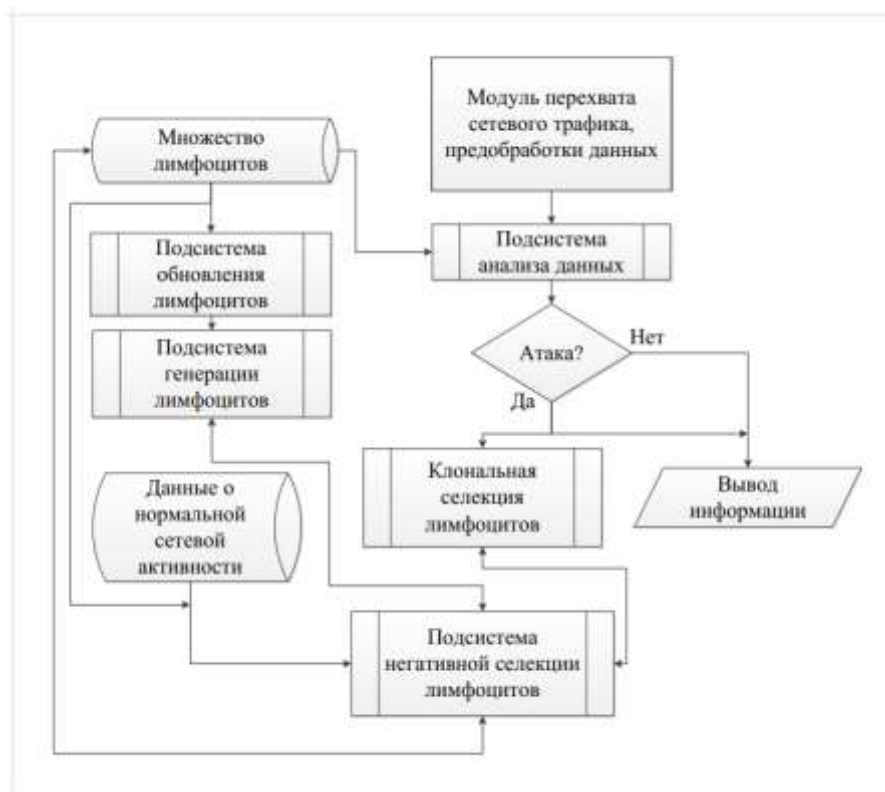 Модуль перехвата
сетевого трафика,
предобработки данных
Множество
лимфоцитов
Подсистема
обновления
лимфоцитов
Подсистема
анализа данных
Подсистема
генерации
лимфоцитов
Атака?
Нет
Да
Клональная
селекция
лимфоцитов
Вывод
информации
Данные о
нормальной
сетевой
активности
Подсистема
негативной селекции
лимфоцитов